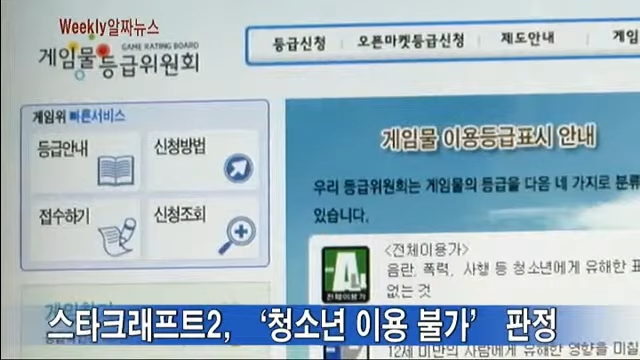 Weekly알짜뉴스
GAME RATING BOARD
게임물등급위원회
등급신청 | 오픈마켓등급신청 | 제도안내 | 게임
게임위 빠른서비스
등급안내
신청방법
접수하기
신청조회
게임물 이용등급표시 안내
우리 등급위원회는 게임물의 등급을 다음 네 가지로 분류
있습니다.
<전체이용가>
음란, 폭력, 사행 등 청소년에게 유해한 표
없는 것
ALL
전체이용가
스타크래프트2, ‘청소년 이용 불가’ 판정
12세 미만의 사람에게 유해한 영향을 미칠